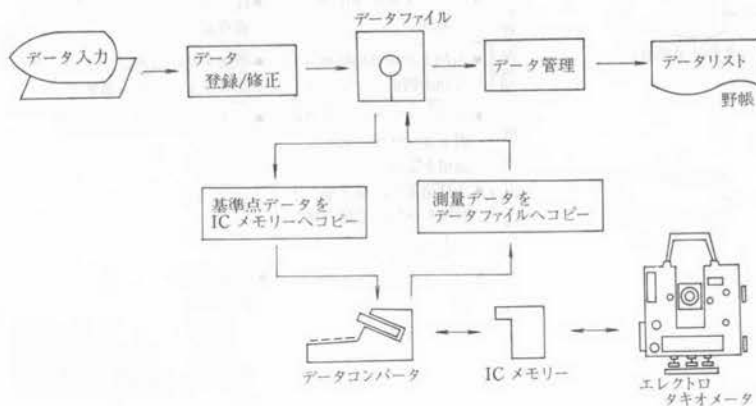 データファイル
データ入力
データ
登録/修正
データ管理
データリスト
野帳
基準点データを
ICメモリーへコピー
測量データを
データファイルへコピー
データコンバータ
ICメモリー
エレクトロ
タキオメータ